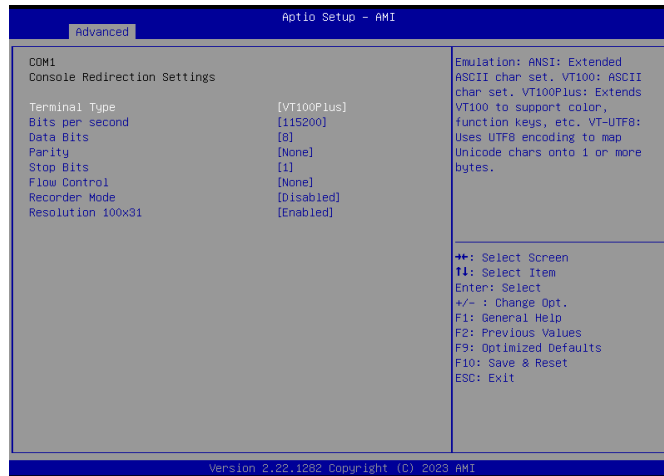 Aptio Setup – AMI
Advanced
COM1
Console Redirection Settings
Terminal Type [VT100Plus]
Bits per second [115200]
Data Bits [8]
Parity [None]
Stop Bits [1]
Flow Control [None]
Recorder Mode [Disabled]
Resolution 100x31 [Enabled]
Emulation: ANSI: Extended
ASCII char set. VT100: ASCII
char set. VT100Plus: Extends
VT100 to support color,
function keys, etc. VT-UTF8:
Uses UTF8 encoding to map
Unicode chars onto 1 or more
bytes.
→←: Select Screen
↑↓: Select Item
Enter: Select
+/- : Change Opt.
F1: General Help
F2: Previous Values
F9: Optimized Defaults
F10: Save & Reset
ESC: Exit
Version 2.22.1282 Copyright (C) 2023 AMI